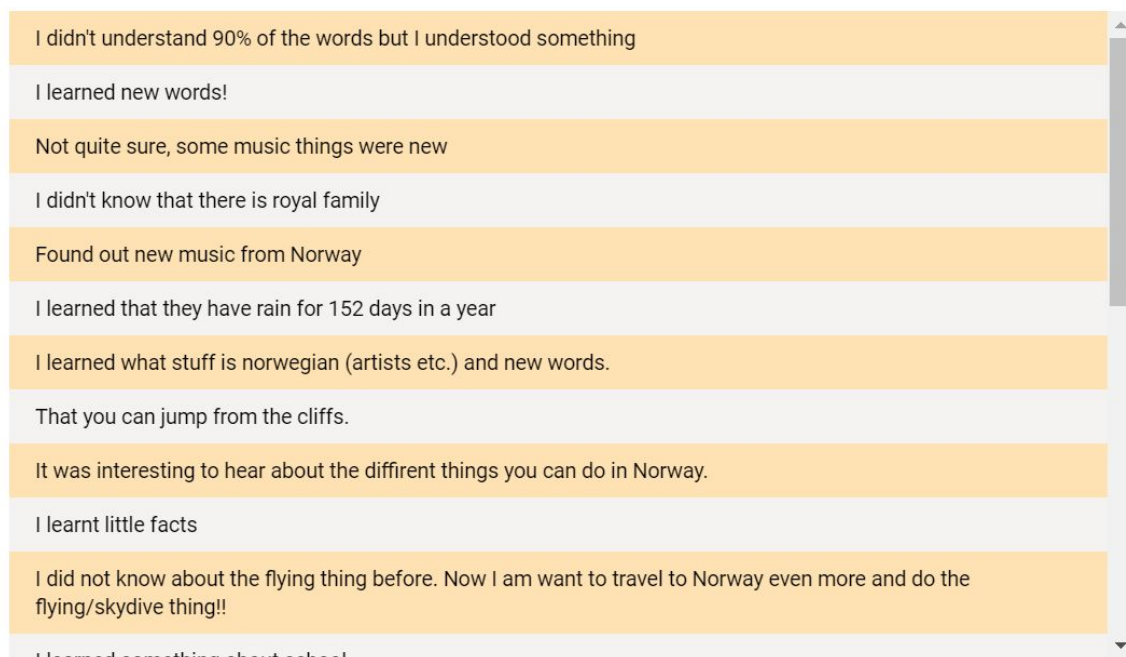 I didn't understand 90% of the words but I understood something
I learned new words!
Not quite sure, some music things were new
I didn't know that there is royal family
Found out new music from Norway
I learned that they have rain for 152 days in a year
I learned what stuff is norwegian (artists etc.) and new words.
That you can jump from the cliffs.
It was interesting to hear about the diffirent things you can do in Norway.
I learnt little facts
I did not know about the flying thing before. Now I am want to travel to Norway even more and do the
flying/skydive thing!!
I learned something about school